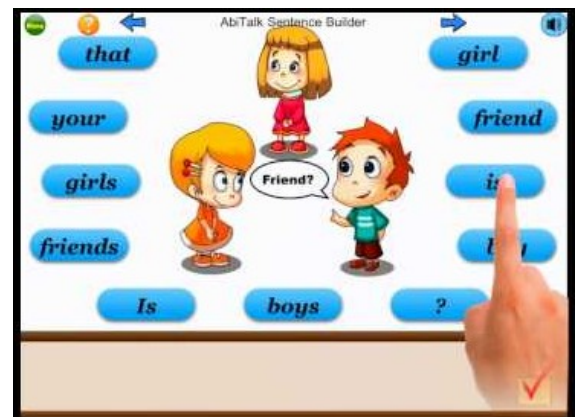 AbiTalk Sentence Builder
that
girl
your
friend
Friend?
girls
is
friends
Is
boys
?